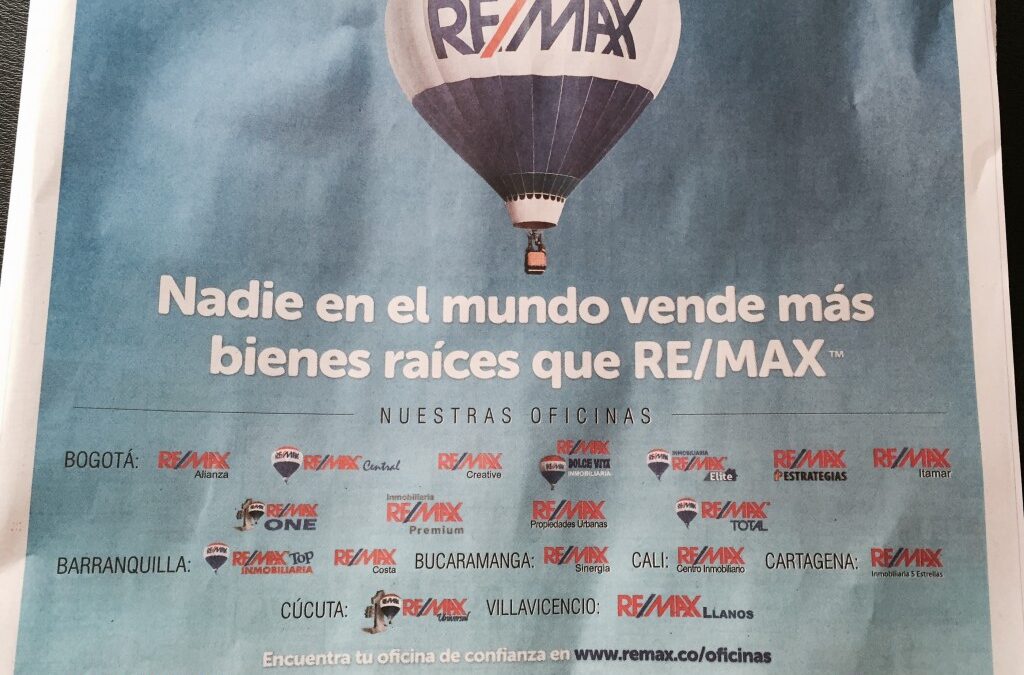 RE/MAX
Nadie en el mundo vende más
bienes raíces que RE/MAX™
NUESTRAS OFICINAS
BOGOTÁ: RE/MAX Alianza RE/MAX Central RE/MAX Creative RE/MAX DOLCE VITA INMOBILIARIA INMOBILIARIA RE/MAX Elite RE/MAX ESTRATEGIAS RE/MAX Itamar
RE/MAX ONE Inmobiliaria RE/MAX Premium RE/MAX Propiedades Urbanas RE/MAX TOTAL
BARRANQUILLA: RE/MAX TOP INMOBILIARIA RE/MAX Costa BUCARAMANGA: RE/MAX Sinergia CALI: RE/MAX Centro Inmobiliario CARTAGENA: RE/MAX Inmobiliaria 5 Estrellas
CÚCUTA: RE/MAX Universal VILLAVICENCIO: RE/MAX LLANOS
Encuentra tu oficina de confianza en www.remax.co/oficinas